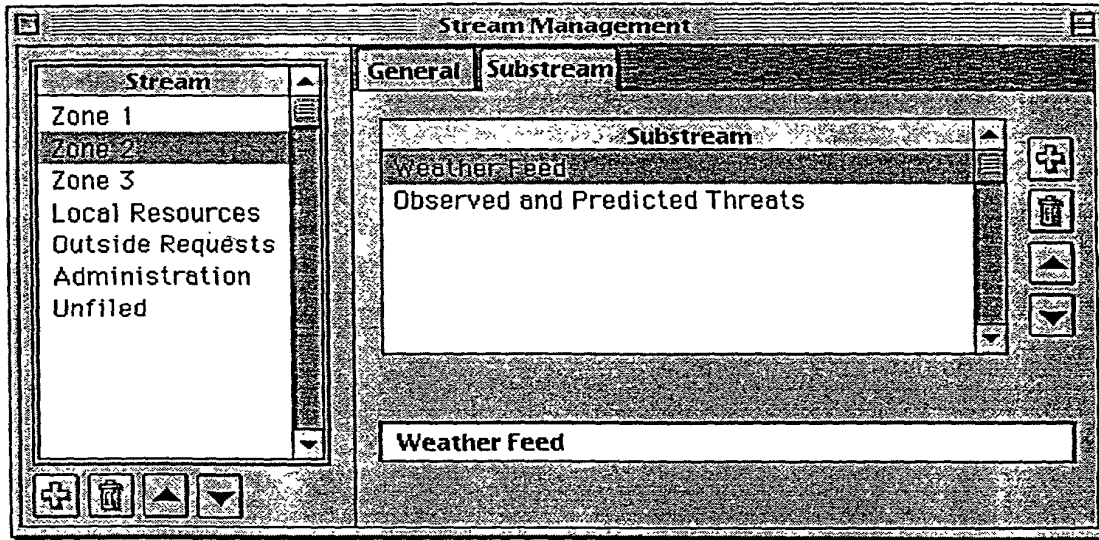 Stream Management
Stream
Zone 1
Zone 2
Zone 3
Local Resources
Outside Requests
Administration
Unfiled
General
Substream
Substream
Weather Feed
Observed and Predicted Threats
Weather Feed